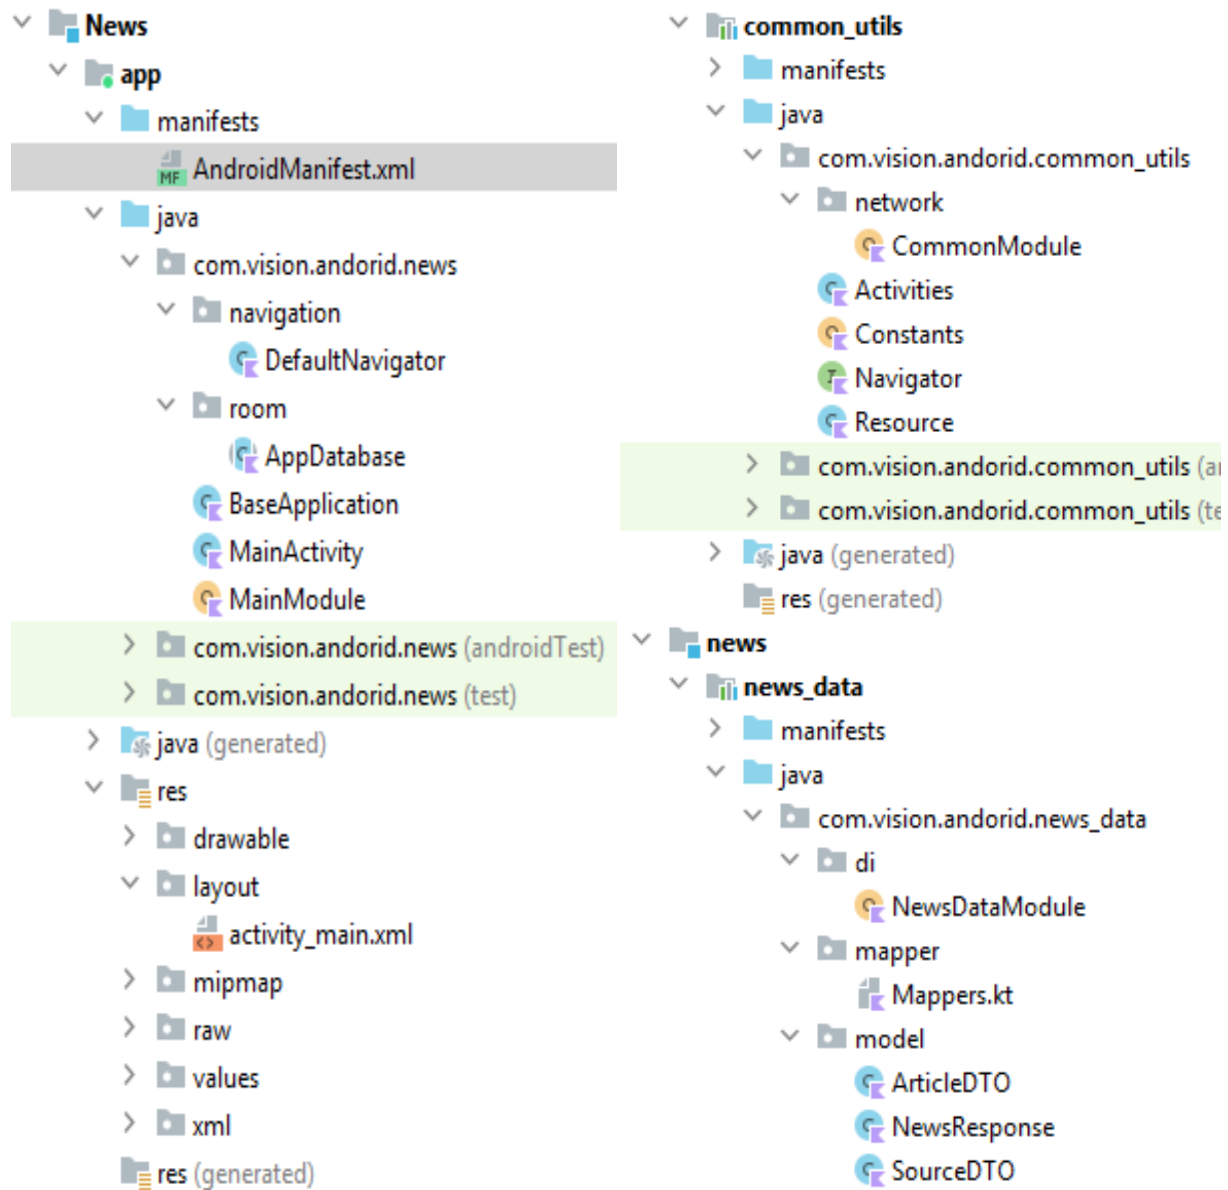 News
app
manifests
MF AndroidManifest.xml
java
com.vision.andorid.news
navigation
DefaultNavigator
room
AppDatabase
BaseApplication
MainActivity
MainModule
com.vision.andorid.news (androidTest)
com.vision.andorid.news (test)
java (generated)
res
drawable
layout
activity_main.xml
mipmap
raw
values
xml
res (generated)
common_utils
manifests
java
com.vision.andorid.common_utils
network
CommonModule
Activities
Constants
Navigator
Resource
com.vision.andorid.common_utils (
com.vision.andorid.common_utils (
java (generated)
res (generated)
news
news_data
manifests
java
com.vision.andorid.news_data
di
NewsDataModule
mapper
Mappers.kt
model
ArticleDTO
NewsResponse
SourceDTO